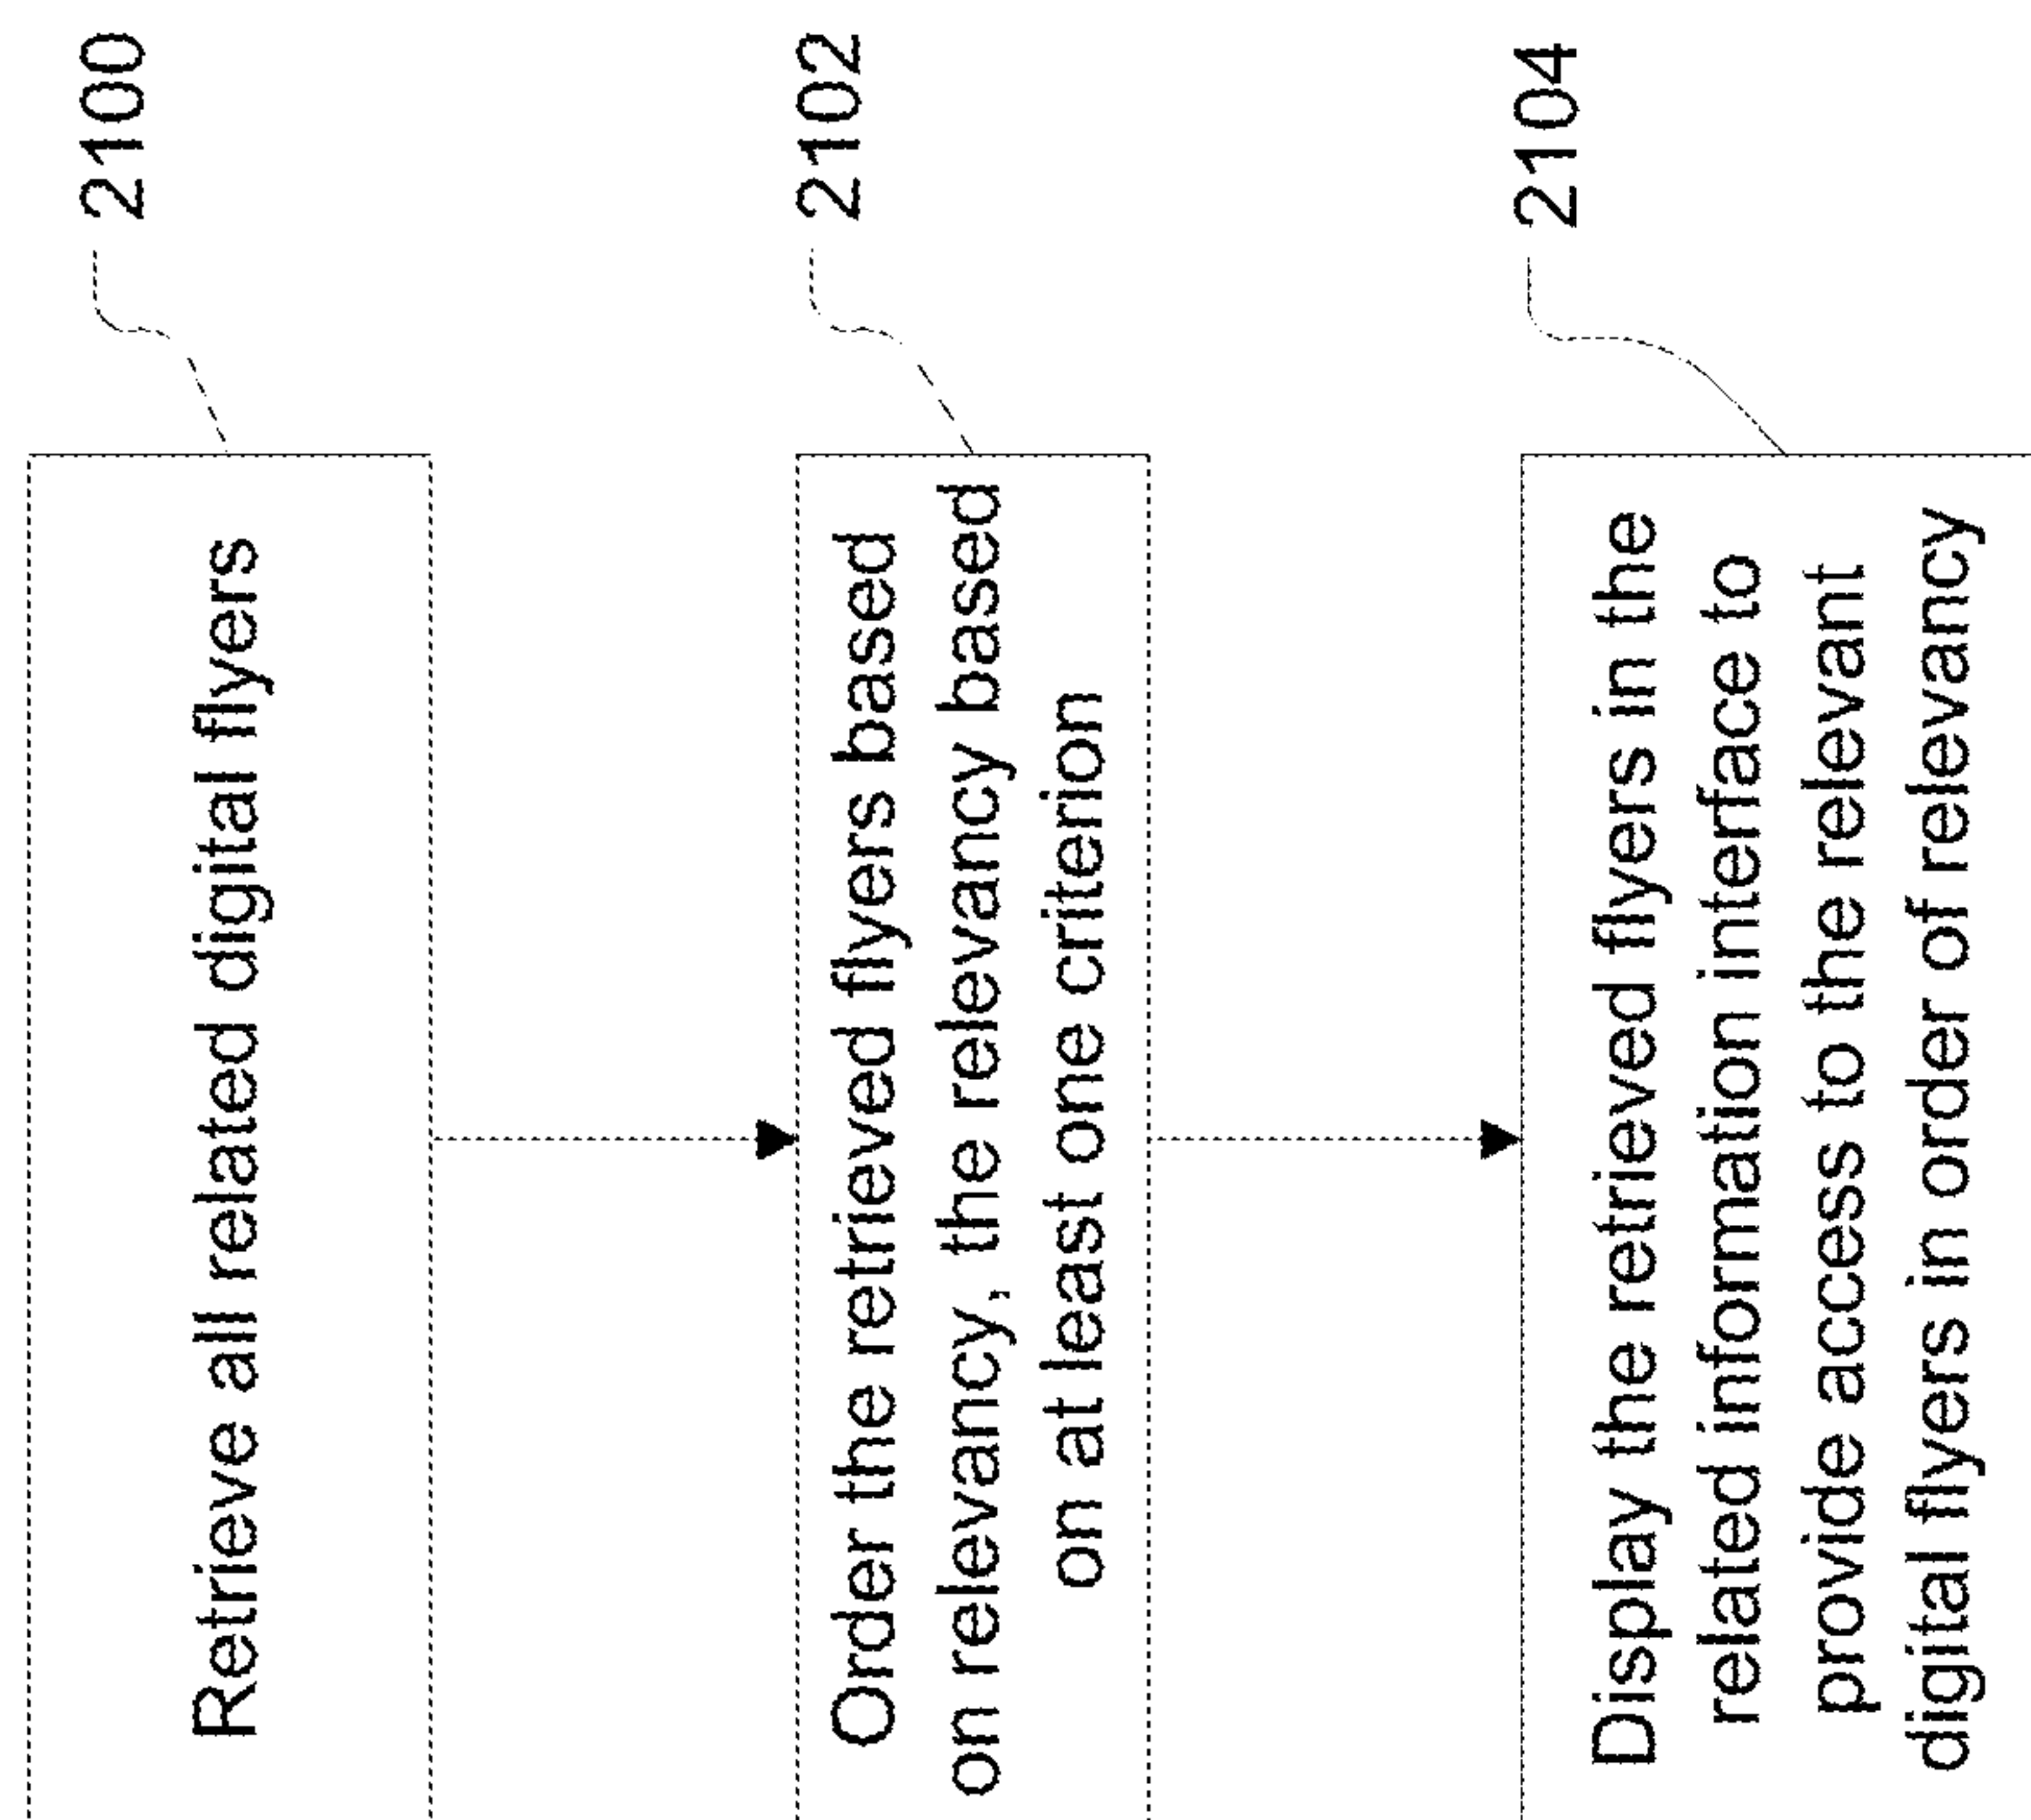 Retrieve all related digital flyers
2100
Order the retrieved flyers based
on relevancy, the relevancy based
on at least one criterion
2102
Display the retrieved flyers in the
related information interface to
provide access to the relevant
digital flyers in order of relevancy
2104